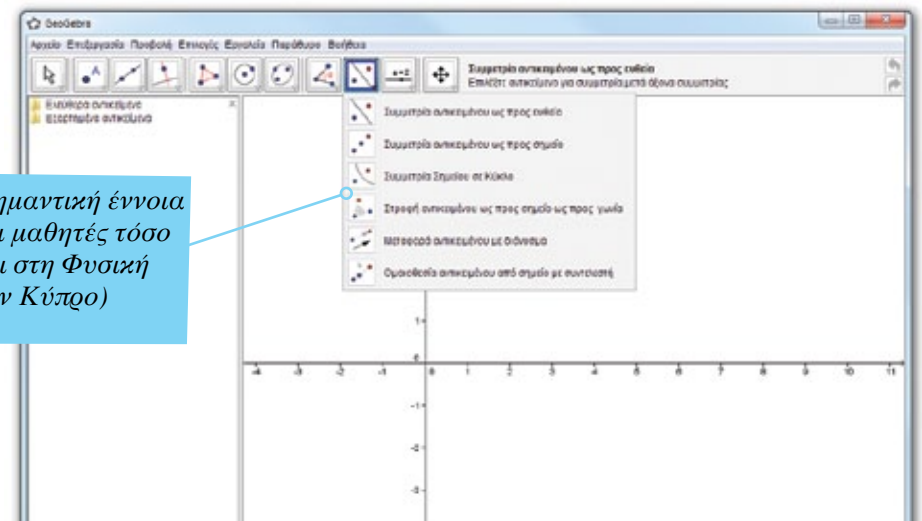 GeoGebra
Αρχείο Επεξεργασία Προβολή Επιλογές Εργαλεία Παράθυρο Βοήθεια
Συμμετρία αντικειμένου ως προς ευθεία
Επιλέξτε αντικείμενο για συμμετρία μετά άξονα συμμετρίας
Ελεύθερα αντικείμενα
Εξαρτημένα αντικείμενα
Συμμετρία αντικειμένου ως προς ευθεία
Συμμετρία αντικειμένου ως προς σημείο
Συμμετρία Σημείου σε Κύκλο
Στροφή αντικειμένου ως προς σημείο ως προς γωνία
Μεταφορά αντικειμένου με διάνυσμα
Ομοιοθεσία αντικειμένου από σημείο με συντελεστή
ημαντική έννοια
ι μαθητές τόσο
ι στη Φυσική
ν Κύπρο)
1
0
-4 -3 -2 -1 0 1 2 3 4 5 6 7 8 9 10 11
-1
-2
-3